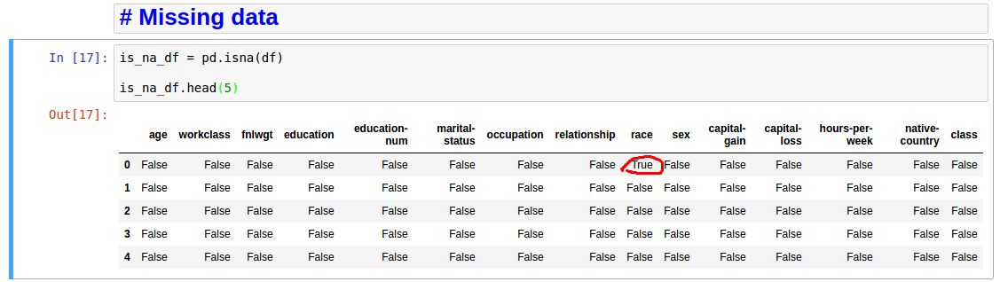 # Missing data
In [17]: is_na_df = pd.isna(df)
is_na_df.head(5)
Out[17]:
age workclass fnlwgt education education-num marital-status occupation relationship race sex capital-gain capital-loss hours-per-week native-country class
0 False False False False False False False False True False False False False False False
1 False False False False False False False False False False False False False False False
2 False False False False False False False False False False False False False False False
3 False False False False False False False False False False False False False False False
4 False False False False False False False False False False False False False False False